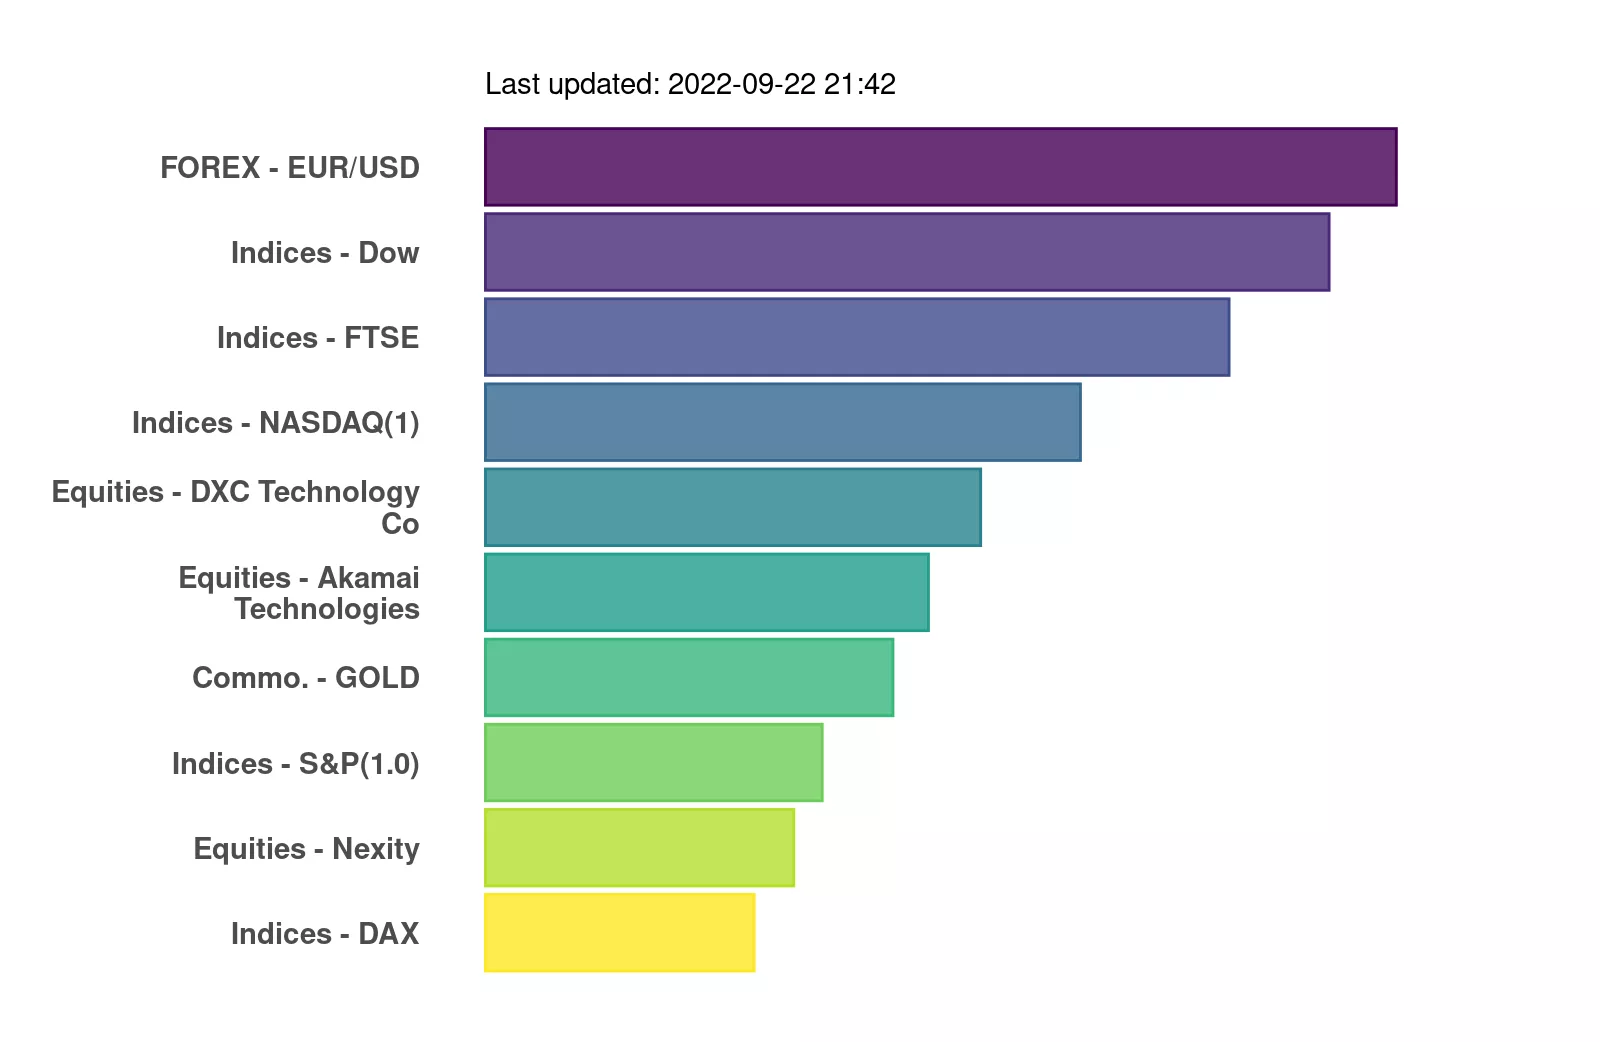 Last updated: 2022-09-22 21:42
FOREX - EUR/USD
Indices - Dow
Indices - FTSE
Indices - NASDAQ(1)
Equities - DXC Technology
Co
Equities - Akamai
Technologies
Commo. - GOLD
Indices - S&P(1.0)
Equities - Nexity
Indices - DAX